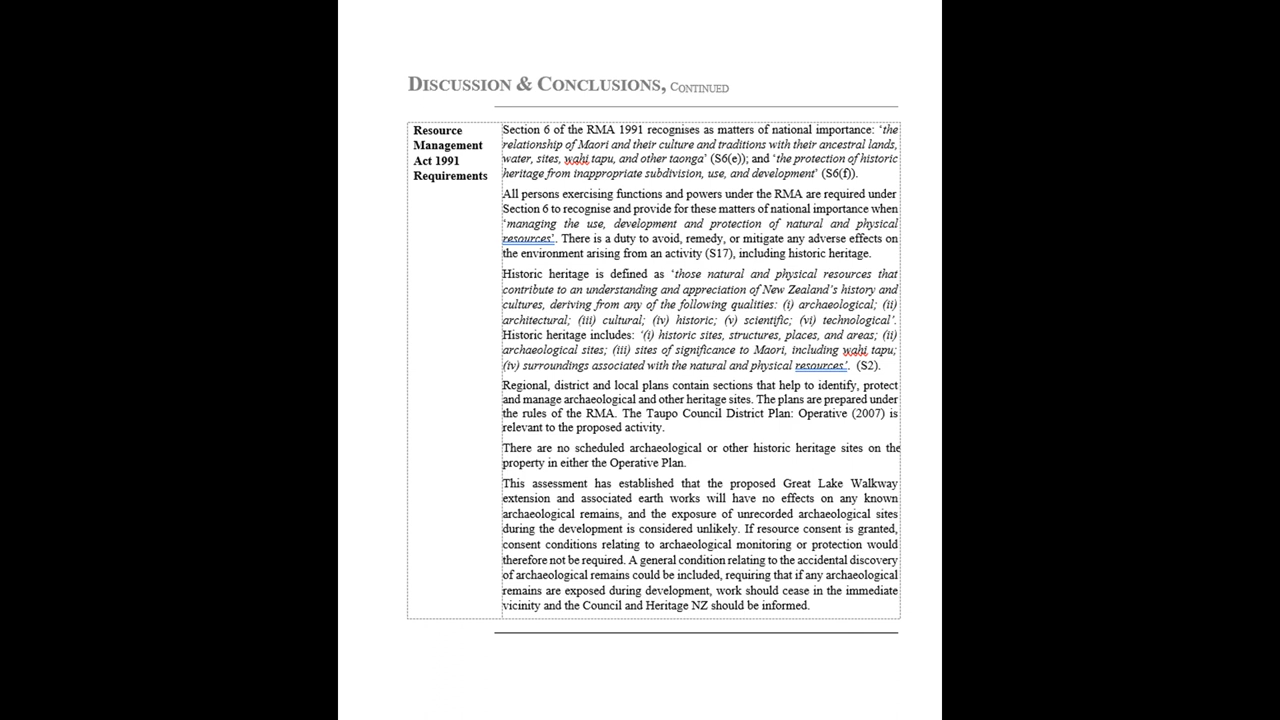 DISCUSSION & CONCLUSIONS, CONTINUED
Resource
Management
Act 1991
Requirements
Section 6 of the RMA 1991 recognises as matters of national importance: ‘the
relationship of Maori and their culture and traditions with their ancestral lands,
water, sites, wahi tapu, and other taonga’ (S6(e)); and ‘the protection of historic
heritage from inappropriate subdivision, use, and development’ (S6(f)).
All persons exercising functions and powers under the RMA are required under
Section 6 to recognise and provide for these matters of national importance when
‘managing the use, development and protection of natural and physical
resources’. There is a duty to avoid, remedy, or mitigate any adverse effects on
the environment arising from an activity (S17), including historic heritage.
Historic heritage is defined as ‘those natural and physical resources that
contribute to an understanding and appreciation of New Zealand’s history and
cultures, deriving from any of the following qualities: (i) archaeological; (ii)
architectural; (iii) cultural; (iv) historic; (v) scientific; (vi) technological’.
Historic heritage includes: ‘(i) historic sites, structures, places, and areas; (ii)
archaeological sites; (iii) sites of significance to Maori, including wahi tapu;
(iv) surroundings associated with the natural and physical resources’. (S2).
Regional, district and local plans contain sections that help to identify, protect
and manage archaeological and other heritage sites. The plans are prepared under
the rules of the RMA. The Taupo Council District Plan: Operative (2007) is
relevant to the proposed activity.
There are no scheduled archaeological or other historic heritage sites on the
property in either the Operative Plan.
This assessment has established that the proposed Great Lake Walkway
extension and associated earth works will have no effects on any known
archaeological remains, and the exposure of unrecorded archaeological sites
during the development is considered unlikely. If resource consent is granted,
consent conditions relating to archaeological monitoring or protection would
therefore not be required. A general condition relating to the accidental discovery
of archaeological remains could be included, requiring that if any archaeological
remains are exposed during development, work should cease in the immediate
vicinity and the Council and Heritage NZ should be informed.